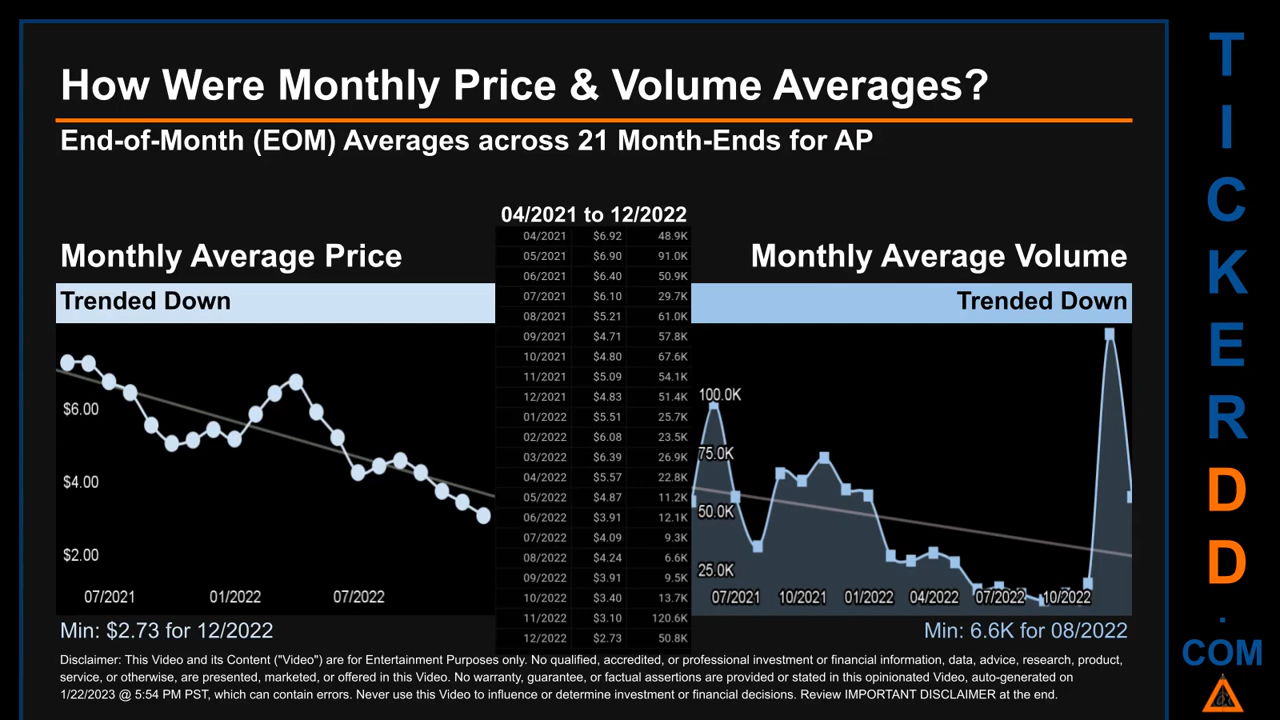 How Were Monthly Price & Volume Averages?
End-of-Month (EOM) Averages across 21 Month-Ends for AP
04/2021 to 12/2022
Monthly Average Price
Monthly Average Volume
Trended Down
Trended Down
04/2021 $6.92 48.9K
05/2021 $6.90 91.0K
06/2021 $6.40 50.9K
07/2021 $6.10 29.7K
08/2021 $5.21 61.0K
09/2021 $4.71 57.8K
10/2021 $4.80 67.6K
11/2021 $5.09 54.1K
12/2021 $4.83 51.4K
01/2022 $5.51 25.7K
02/2022 $6.08 23.5K
03/2022 $6.39 26.9K
04/2022 $5.57 22.8K
05/2022 $4.87 11.2K
06/2022 $3.91 12.1K
07/2022 $4.09 9.3K
08/2022 $4.24 6.6K
09/2022 $3.91 9.5K
10/2022 $3.40 13.7K
11/2022 $3.10 120.6K
12/2022 $2.73 50.8K
$6.00
$4.00
$2.00
07/2021 01/2022 07/2022
100.0K
75.0K
50.0K
25.0K
07/2021 10/2021 01/2022 04/2022 07/2022 10/2022
Min: $2.73 for 12/2022
Min: 6.6K for 08/2022
Disclaimer: This Video and its Content ("Video") are for Entertainment Purposes only. No qualified, accredited, or professional investment or financial information, data, advice, research, product,
service, or otherwise, are presented, marketed, or offered in this Video. No warranty, guarantee, or factual assertions are provided or stated in this opinionated Video, auto-generated on
1/22/2023 @ 5:54 PM PST, which can contain errors. Never use this Video to influence or determine investment or financial decisions. Review IMPORTANT DISCLAIMER at the end.
T
I
C
K
E
R
D
D
.
COM